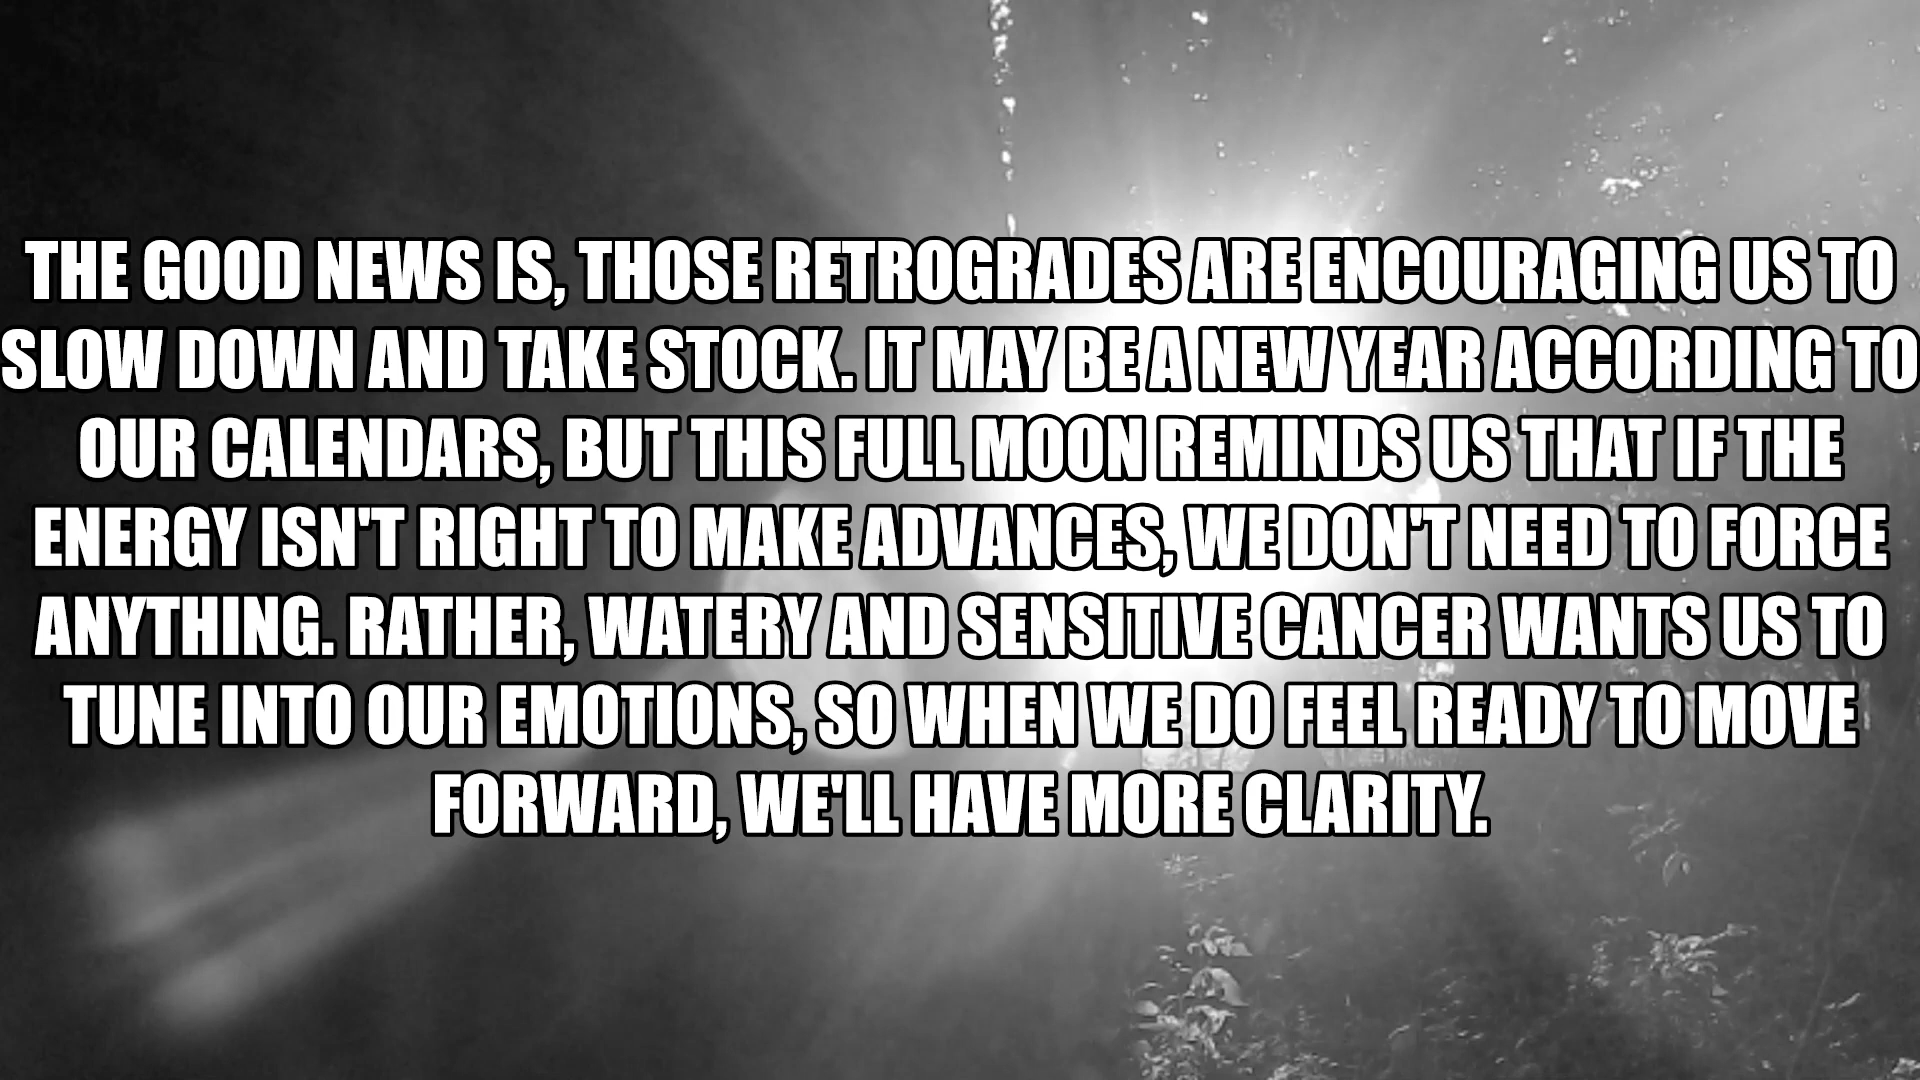 THE GOOD NEWS IS, THOSE RETROGRADES ARE ENCOURAGING US TO
SLOW DOWN AND TAKE STOCK. IT MAY BE A NEW YEAR ACCORDING TO
OUR CALENDARS, BUT THIS FULL MOON REMINDS US THAT IF THE
ENERGY ISN'T RIGHT TO MAKE ADVANCES, WE DON'T NEED TO FORCE
ANYTHING. RATHER, WATERY AND SENSITIVE CANCER WANTS US TO
TUNE INTO OUR EMOTIONS, SO WHEN WE DO FEEL READY TO MOVE
FORWARD, WE'LL HAVE MORE CLARITY.